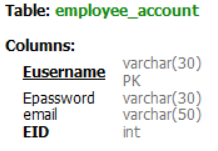 Table: employee_account
Columns:
Eusername varchar(30)
PK
Epassword varchar(30)
email varchar(50)
EID int